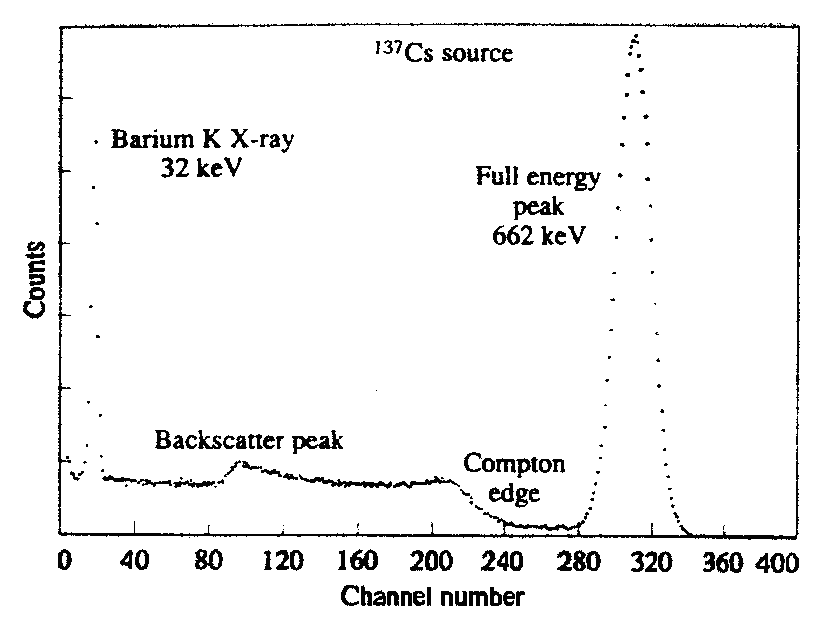 ¹³⁷Cs source
Barium K X-ray
32 keV
Full energy
peak
662 keV
Counts
Backscatter peak
Compton
edge
0 40 80 120 160 200 240 280 320 360 400
Channel number